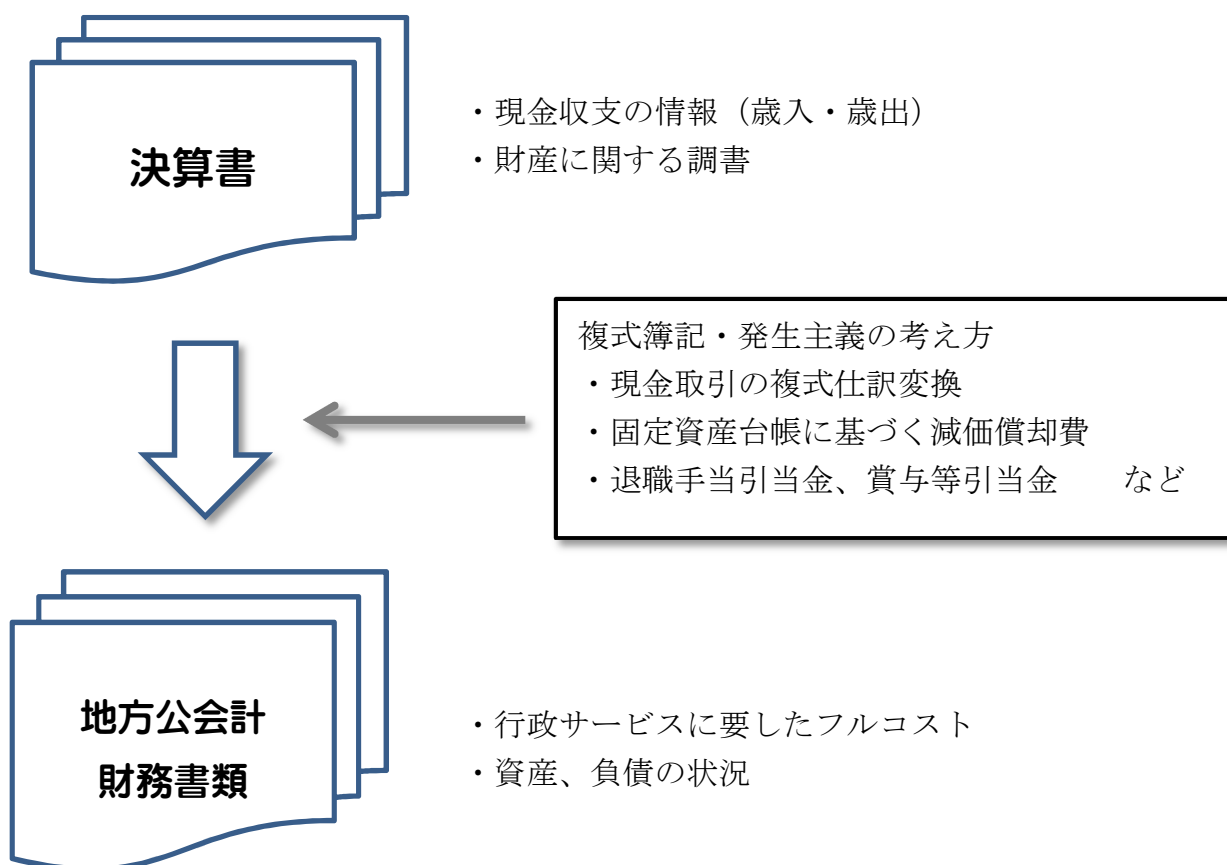 決算書
・現金収支の情報（歳入・歳出）
・財産に関する調書
複式簿記・発生主義の考え方
・現金取引の複式仕訳変換
・固定資産台帳に基づく減価償却費
・退職手当引当金、賞与等引当金　　など
地方公会計
財務書類
・行政サービスに要したフルコスト
・資産、負債の状況